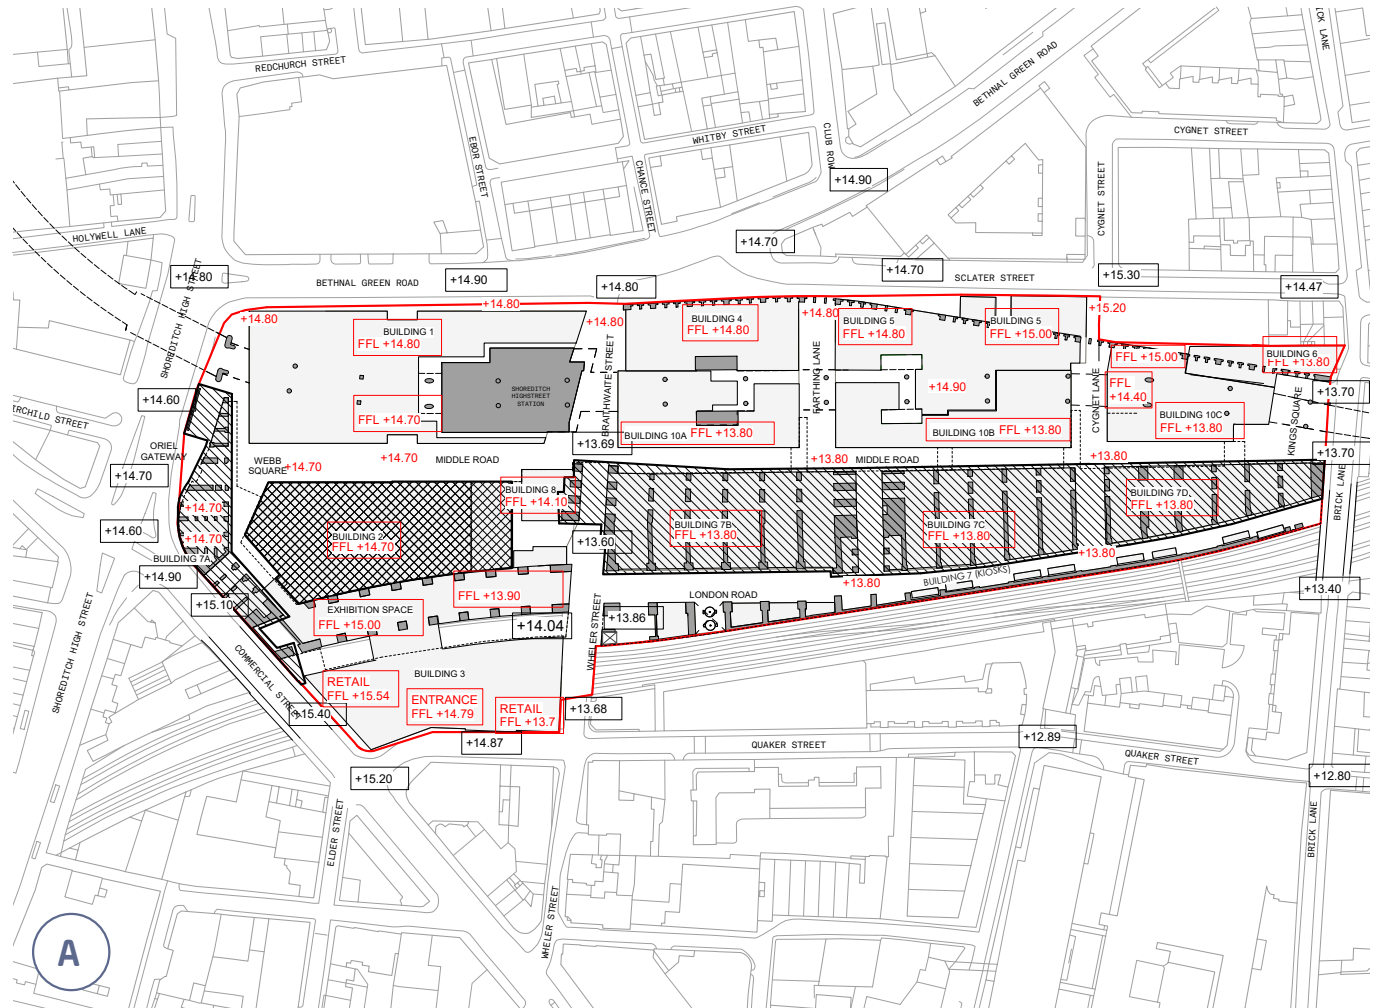 REDCHURCH STREET
EBOR STREET
WHITBY STREET
CHANCE STREET
CLUB ROW
BETHNAL GREEN ROAD
BRICK LANE
CYGNET STREET
CYGNET STREET
+14.90
HOLYWELL LANE
SHOREDITCH HIGH STREET
+14.80
BETHNAL GREEN ROAD
+14.90
+14.80
+14.70
+14.70
SCLATER STREET
+15.30
+14.47
+14.80
+14.80
+14.80
+14.80
+15.20
BUILDING 1
FFL +14.80
BUILDING 4
FFL +14.80
BUILDING 5
FFL +14.80
BUILDING 5
FFL +15.00
FFL +15.00
BUILDING 6
FFL +13.80
SHOREDITCH
HIGHSTREET
STATION
BRAITHWAITE STREET
FARTHING LANE
+14.90
CYGNET LANE
FFL
+14.40
KINGS SQUARE
+13.70
+14.60
FFL +14.70
BUILDING 10A FFL +13.80
BUILDING 10B FFL +13.80
BUILDING 10C
FFL +13.80
ORIEL
GATEWAY
+13.69
+13.70
+14.70
WEBB
SQUARE
+14.70
+14.70
MIDDLE ROAD
+13.80
MIDDLE ROAD
+13.80
BRICK LANE
+14.70
+14.70
BUILDING 8
FFL +14.10
BUILDING 7D
FFL +13.80
+14.60
BUILDING 2
FFL +14.70
BUILDING 7B
FFL +13.80
BUILDING 7C
FFL +13.80
+13.60
+13.80
BUILDING 7A
+14.90
+13.80
BUILDING 7 (KIOSKS)
+13.40
+15.10
EXHIBITION SPACE
FFL +15.00
FFL +13.90
LONDON ROAD
+14.04
WHELER STREET
+13.86
SHOREDITCH HIGH STREET
COMMERCIAL STREET
BUILDING 3
RETAIL
FFL +15.54
ENTRANCE
FFL +14.79
RETAIL
FFL +13.7
+15.40
+13.68
+14.87
QUAKER STREET
+12.89
QUAKER STREET
+15.20
+12.80
ELDER STREET
WHELER STREET
BRICK LANE
A